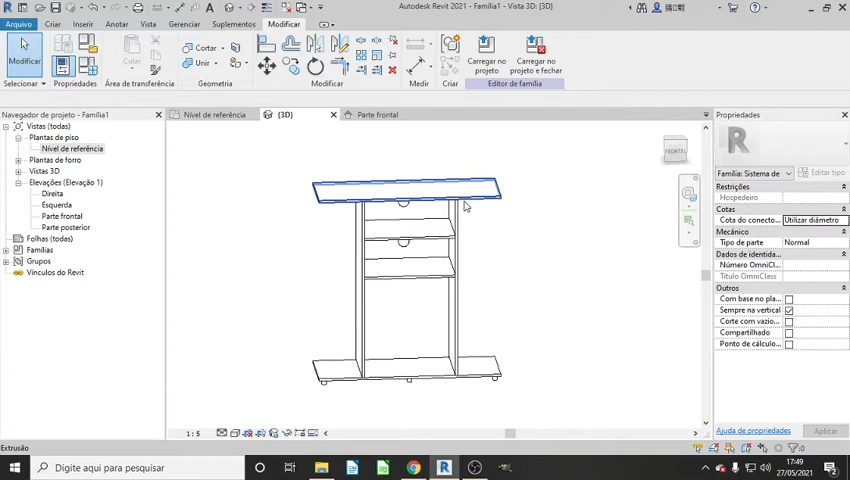 Autodesk Revit 2021 - Família1 - Vista 3D: {3D}
Arquivo
Criar
Inserir
Anotar
Vista
Gerenciar
Suplementos
Modificar
Modificar
Selecionar
Propriedades
Colar
Área de transferência
Cortar
Unir
Geometria
Modificar
Medir
Criar
Carregar no
projeto
Carregar no
projeto e fechar
Editor de família
Navegador de projeto - Família1
Vistas (todas)
Plantas de piso
Nível de referência
Plantas de forro
Vistas 3D
Elevações (Elevação 1)
Direita
Esquerda
Parte frontal
Parte posterior
Folhas (todas)
Famílias
Grupos
Vínculos do Revit
Nível de referência
{3D}
Parte frontal
FRONTAL
1 : 5
Propriedades
R
Família: Sistema de
Editar tipo
Restrições
Hospedeiro
Cotas
Cota do conecto...
Utilizar diâmetro
Mecânico
Tipo de parte
Normal
Dados de identida...
Número OmniCl...
Título OmniClass
Outros
Com base no pla...
Sempre na vertical
Corte com vazio...
Compartilhado
Ponto de cálculo...
Ajuda de propriedades
Aplicar
Extrusão
:0
Digite aqui para pesquisar
17:49
27/05/2021